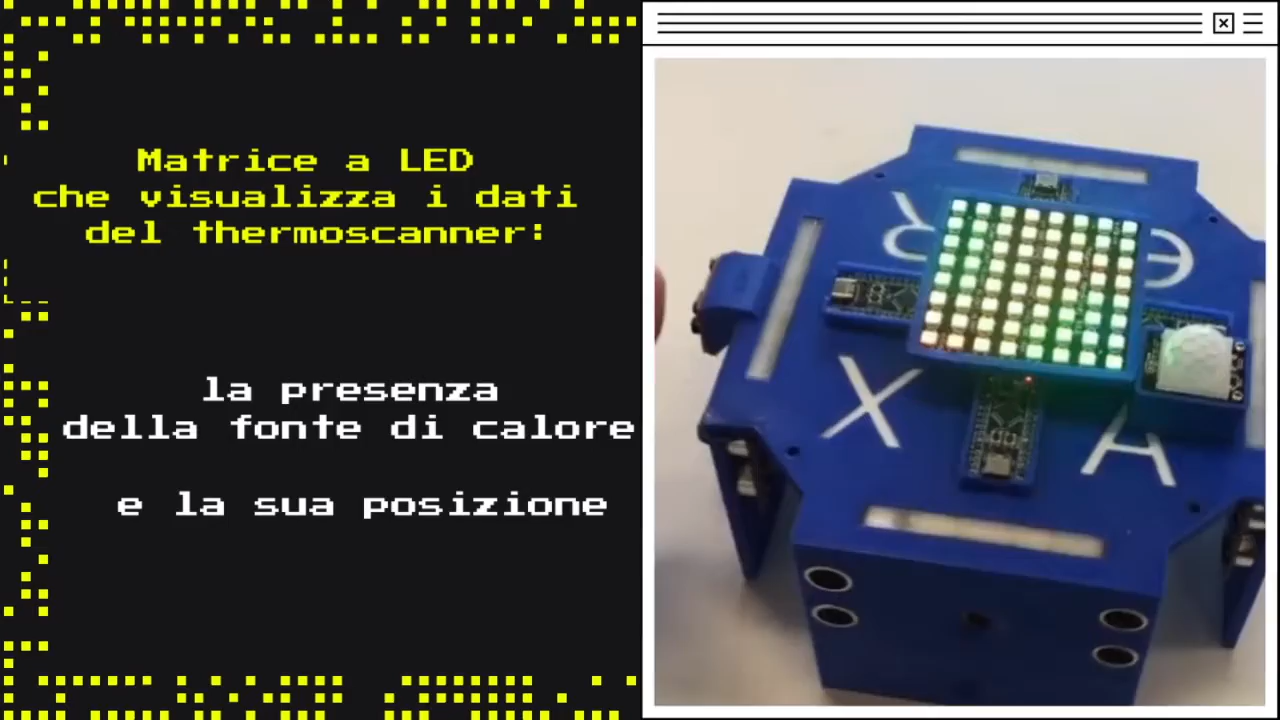 Matrice a LED
che visualizza i dati
del thermoscanner:
la presenza
della fonte di calore
e la sua posizione
R E
X A